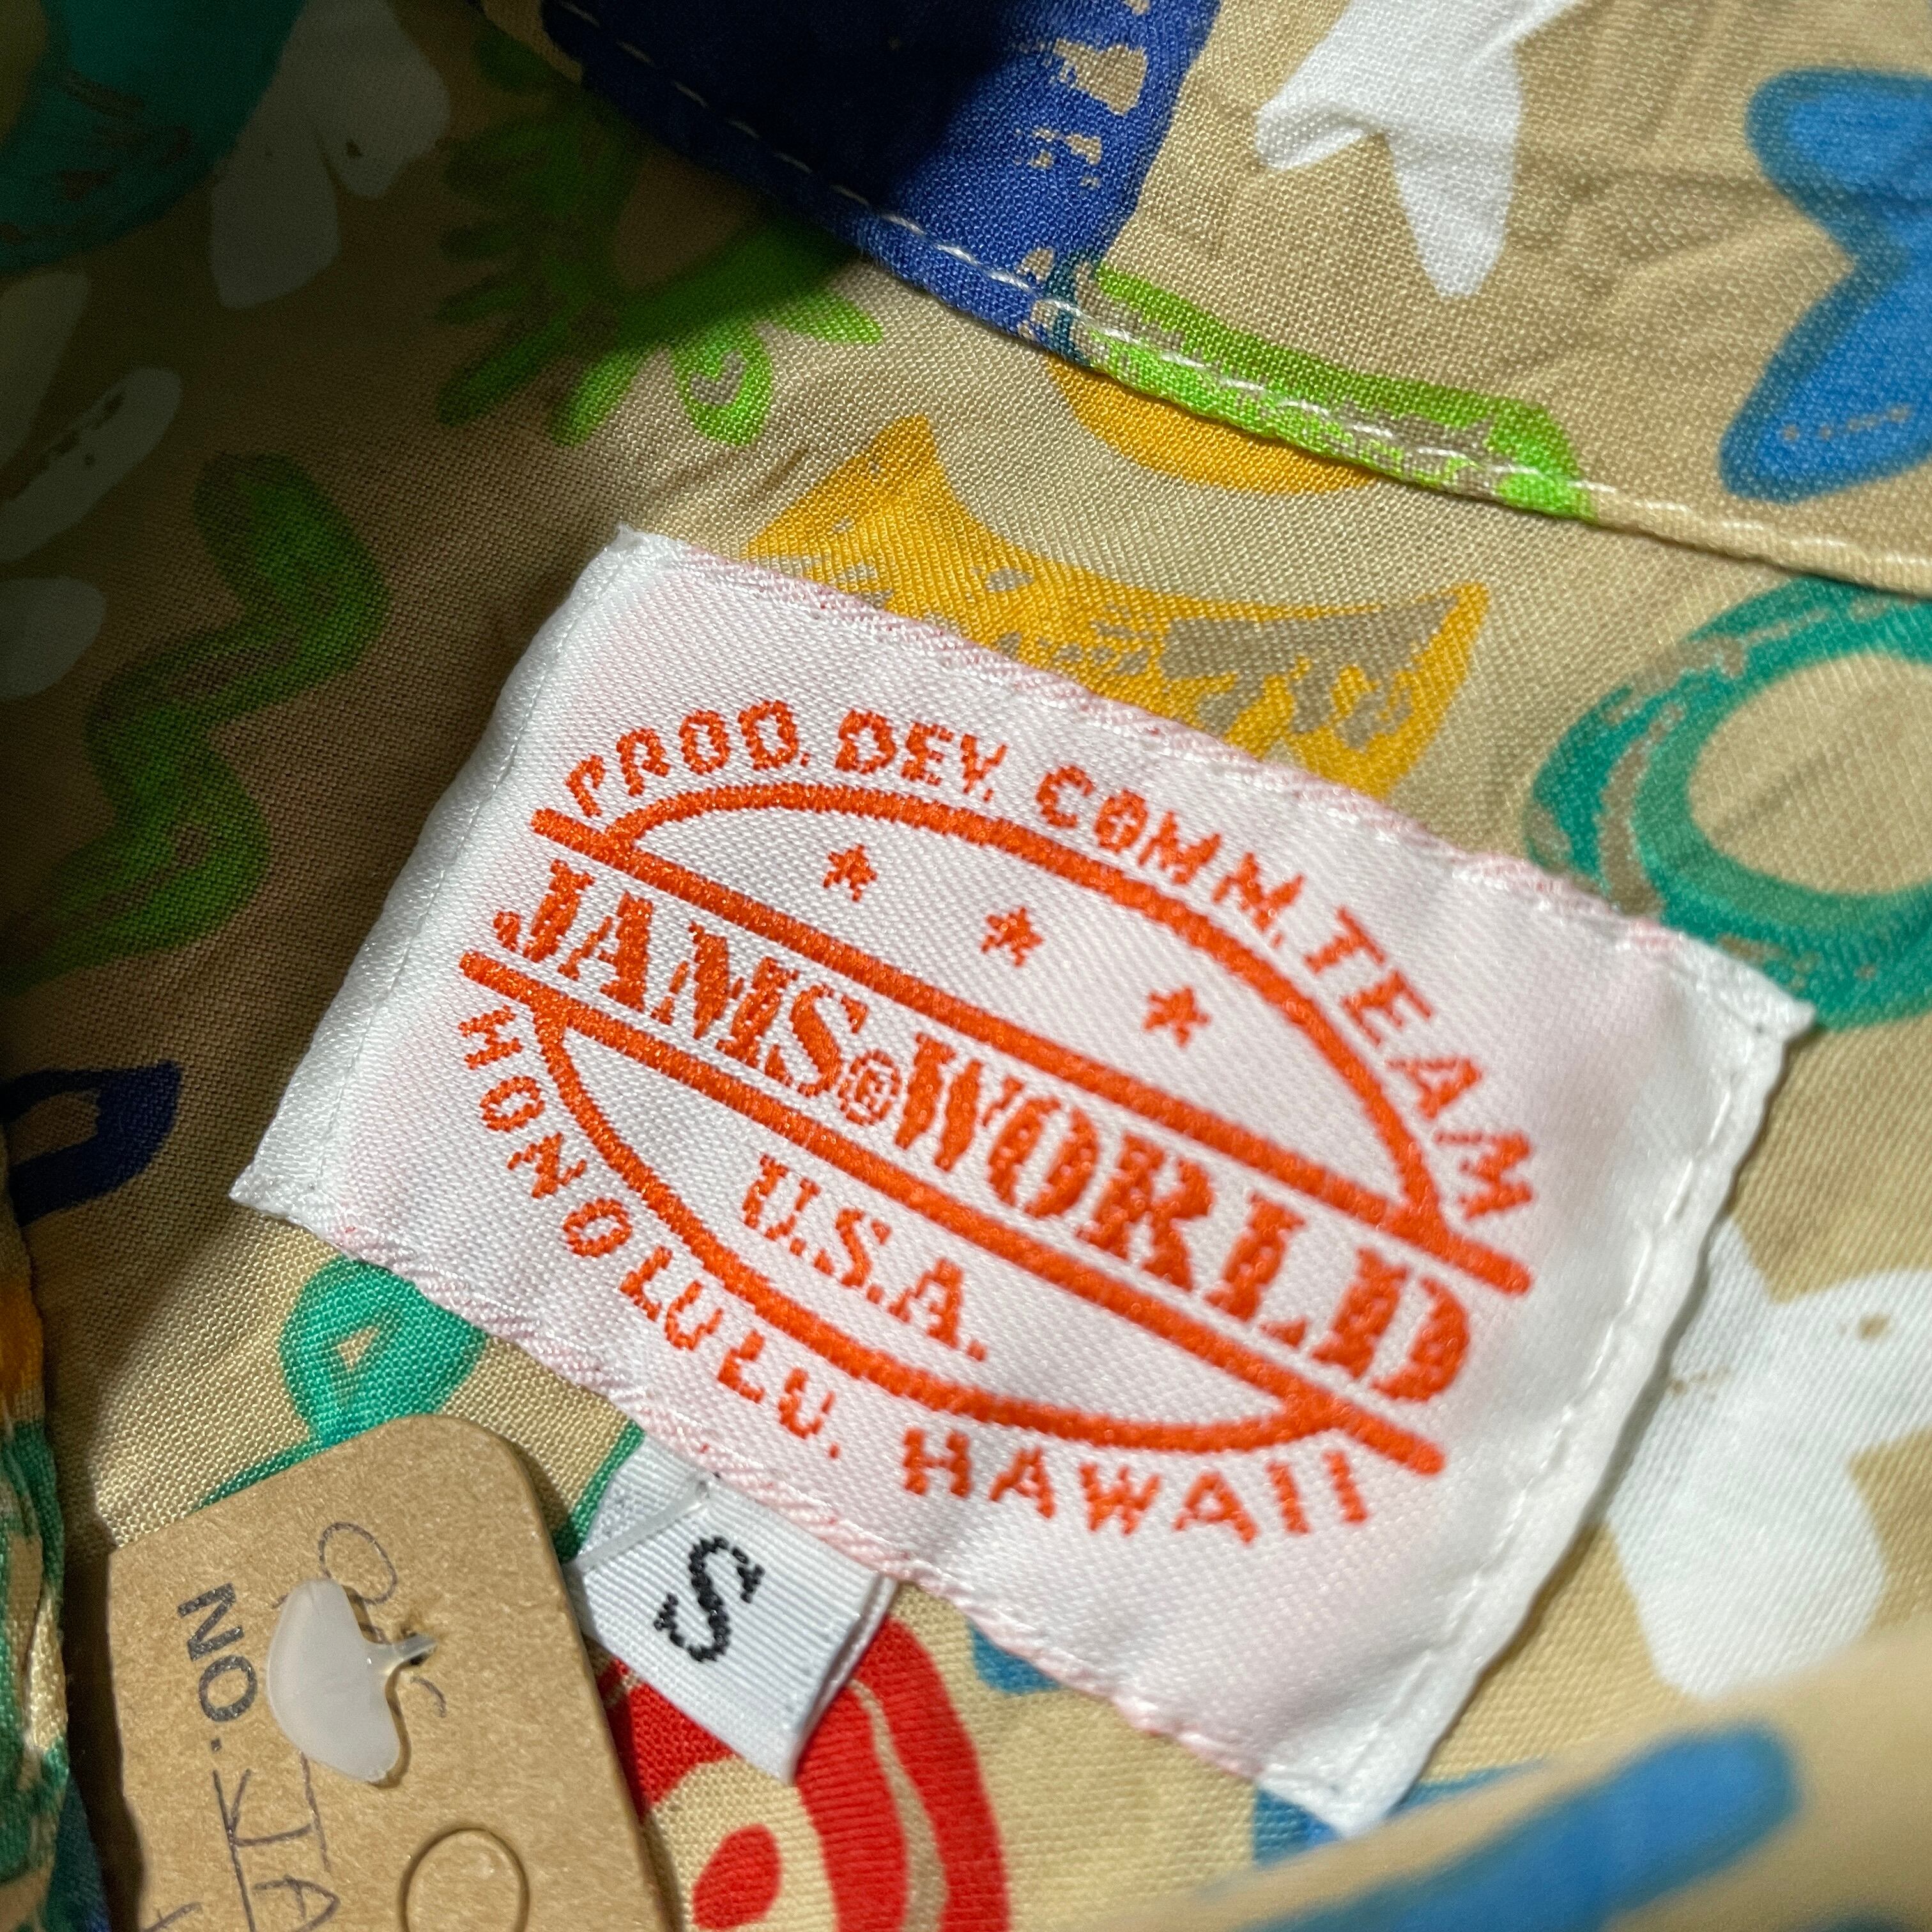 PROD. DEV. COMM. TEAM
JAMS®WORLD
U.S.A.
HONOLULU. HAWAII
S
NO.